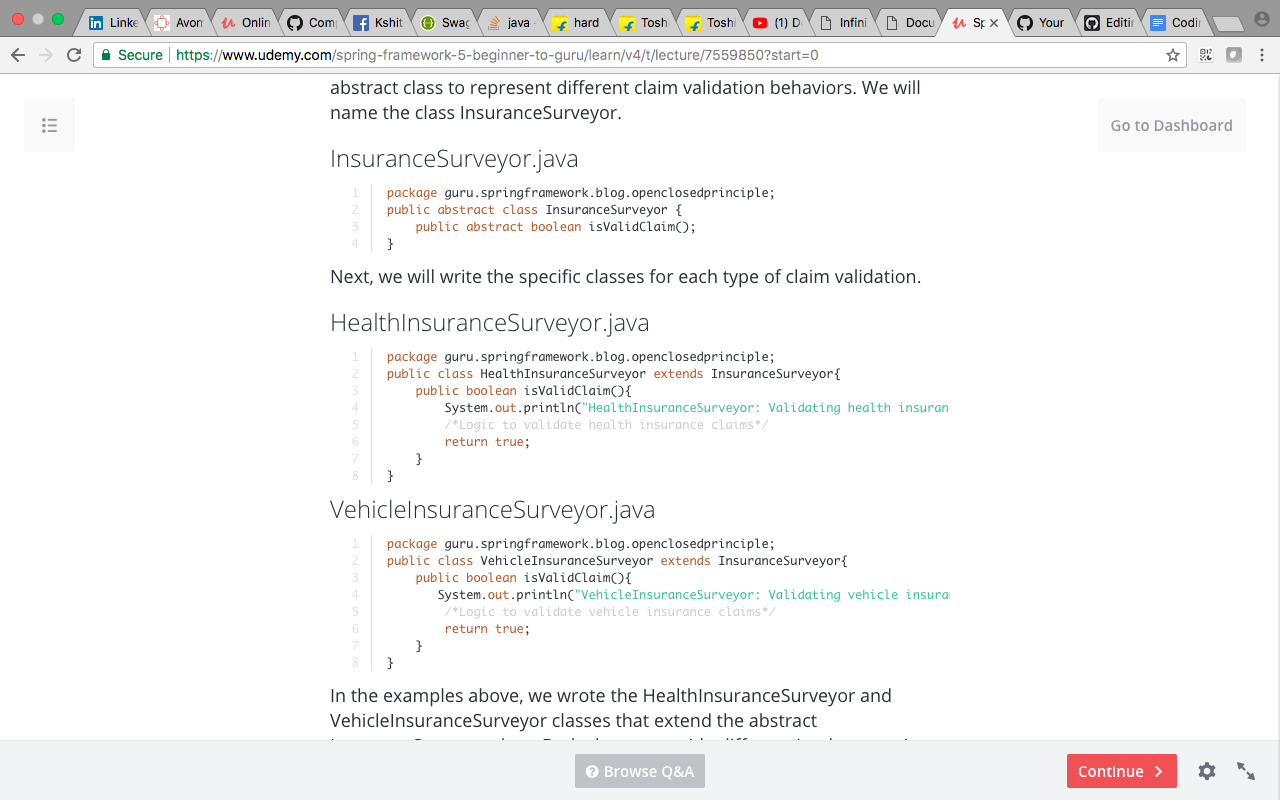 Linke
Avon
Onlin
Com
Kshit
Swag
java
hard
Tosh
Toshi
(1) D
Infini
Docu
Sp
Your
Editi
Codi
Secure https://www.udemy.com/spring-framework-5-beginner-to-guru/learn/v4/t/lecture/7559850?start=0
abstract class to represent different claim validation behaviors. We will
name the class InsuranceSurveyor.
Go to Dashboard
InsuranceSurveyor.java
1 package guru.springframework.blog.openclosedprinciple;
2 public abstract class InsuranceSurveyor {
3 public abstract boolean isValidClaim();
4 }
Next, we will write the specific classes for each type of claim validation.
HealthInsuranceSurveyor.java
1 package guru.springframework.blog.openclosedprinciple;
2 public class HealthInsuranceSurveyor extends InsuranceSurveyor{
3 public boolean isValidClaim(){
4 System.out.println("HealthInsuranceSurveyor: Validating health insuran
5 /*Logic to validate health insurance claims*/
6 return true;
7 }
8 }
VehicleInsuranceSurveyor.java
1 package guru.springframework.blog.openclosedprinciple;
2 public class VehicleInsuranceSurveyor extends InsuranceSurveyor{
3 public boolean isValidClaim(){
4 System.out.println("VehicleInsuranceSurveyor: Validating vehicle insura
5 /*Logic to validate vehicle insurance claims*/
6 return true;
7 }
8 }
In the examples above, we wrote the HealthInsuranceSurveyor and
VehicleInsuranceSurveyor classes that extend the abstract
Browse Q&A
Continue